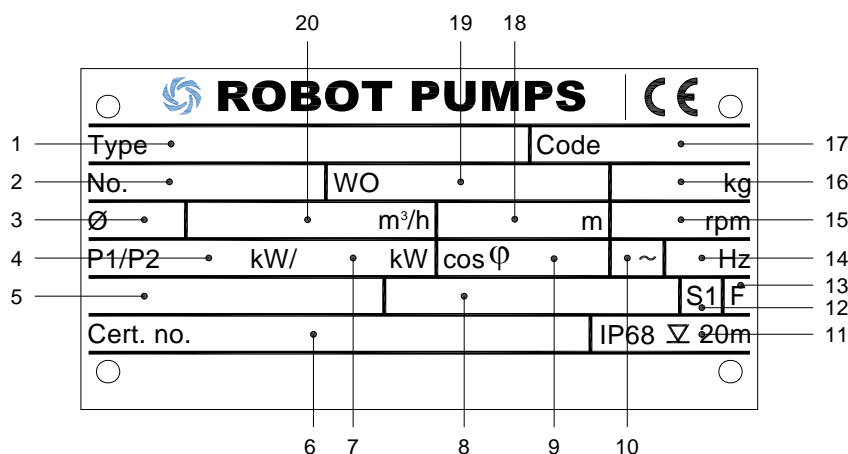 20 19 18
ROBOT PUMPS CE
1 Type Code 17
2 No. WO kg 16
3 Ø m³/h m rpm 15
4 P1/P2 kW/ kW cos φ ~ Hz 14
13
5 S1 F
12
Cert. no. IP68 20m 11
6 7 8 9 10